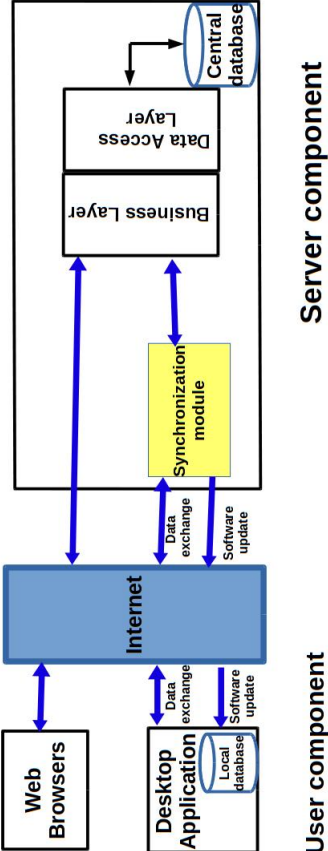 Central
database
Data Access
Layer
Business Layer
Server component
Synchronization
module
Data
exchange
Software
update
Internet
Data
exchange
Software
update
Web
Browsers
Desktop
Application
Local
database
User component